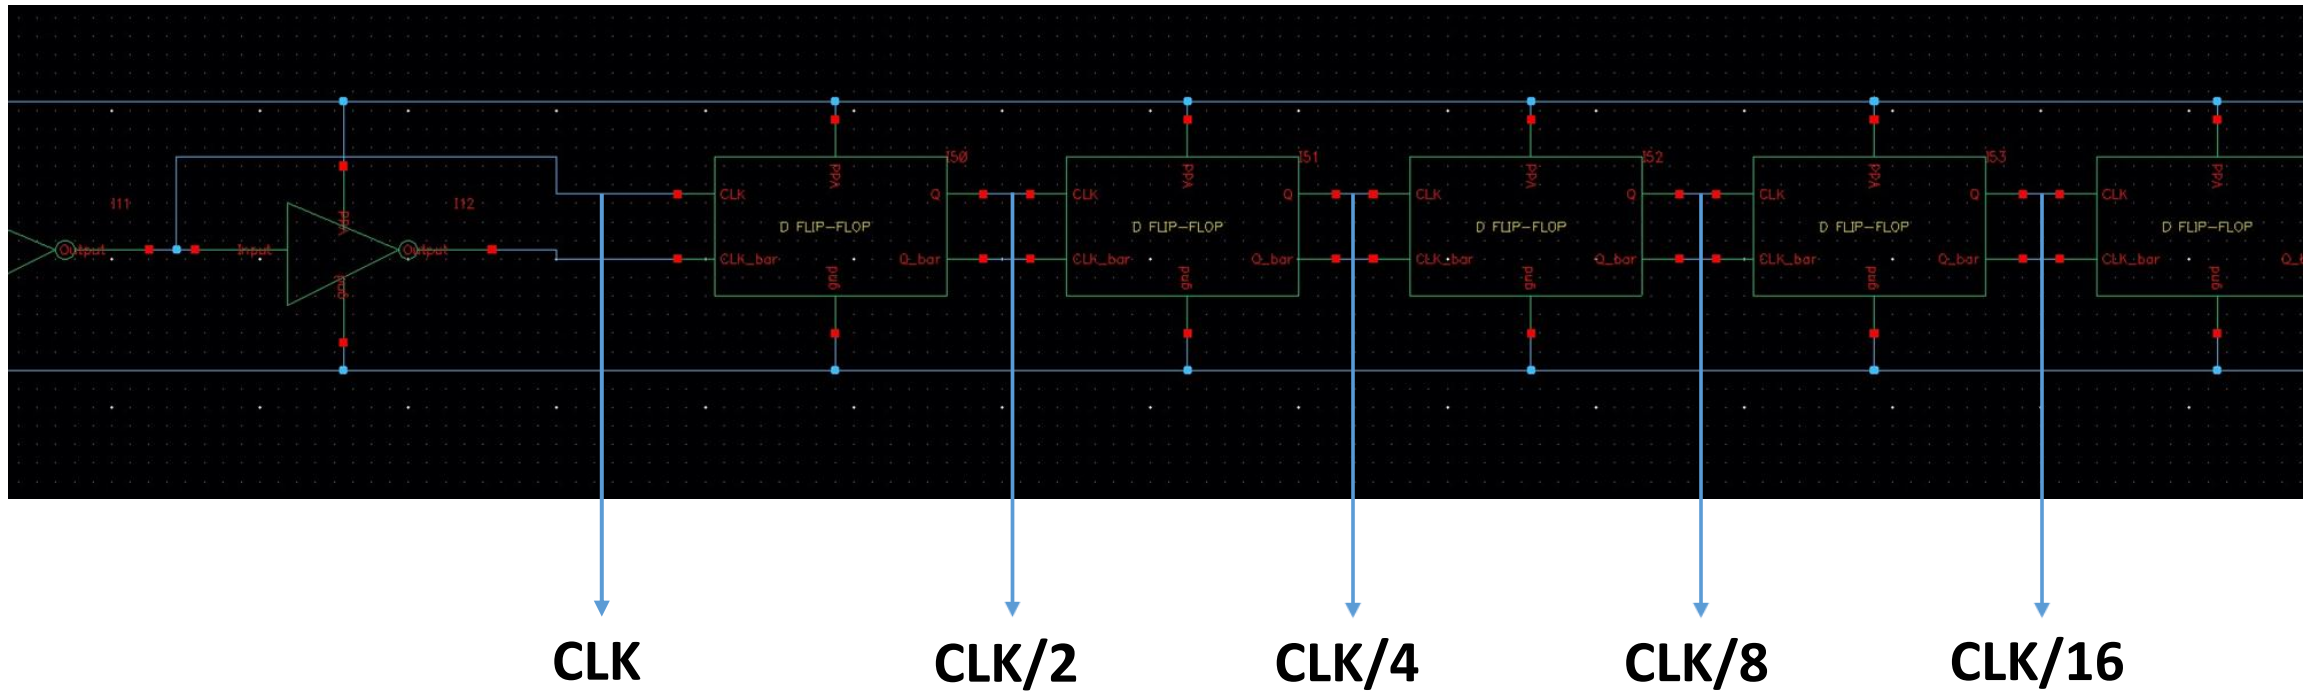 I11
Output
Input
Vdd
gnd
I12
Output
CLK
CLK_bar
Vdd
D FLIP-FLOP
gnd
I50
Q
Q_bar
CLK
CLK_bar
Vdd
D FLIP-FLOP
gnd
I51
Q
Q_bar
CLK
CLK_bar
Vdd
D FLIP-FLOP
gnd
I52
Q
Q_bar
CLK
CLK_bar
Vdd
D FLIP-FLOP
gnd
I53
Q
Q_bar
CLK
CLK_bar
Vdd
D FLIP-FLOP
gnd
CLK
CLK/2
CLK/4
CLK/8
CLK/16